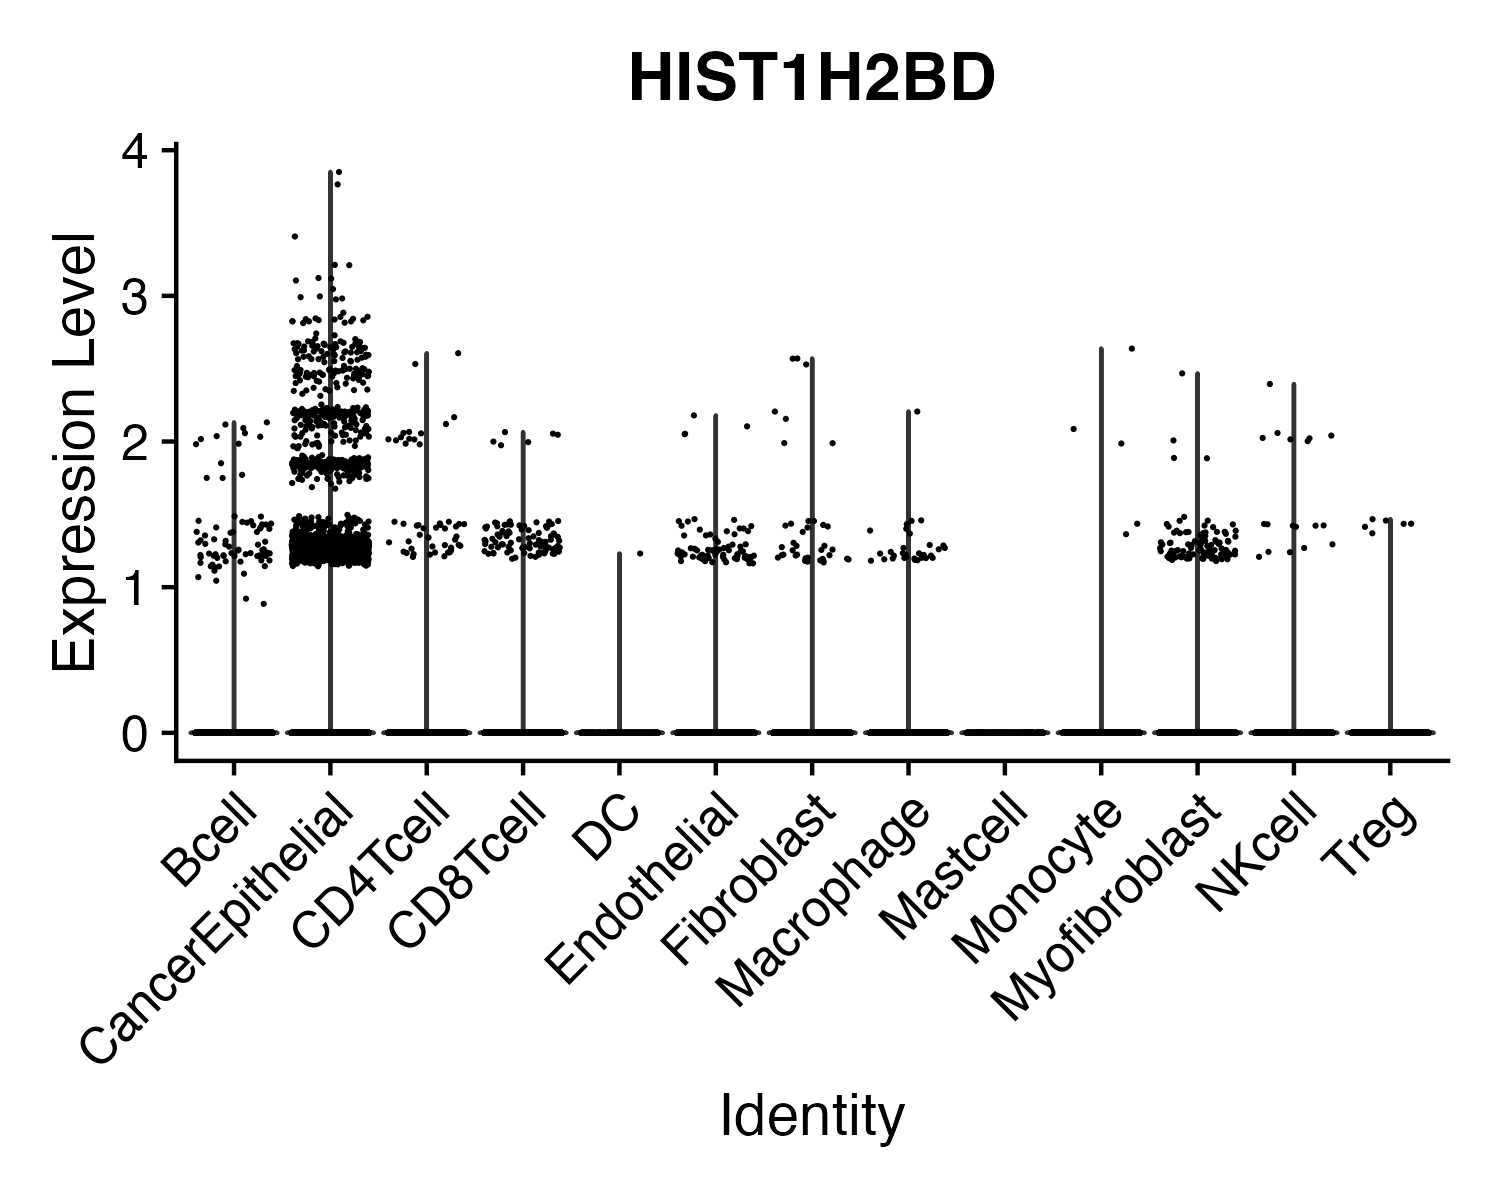 HIST1H2BD
Expression Level
4
3
2
1
0
Bcell
CancerEpithelial
CD4Tcell
CD8Tcell
DC
Endothelial
Fibroblast
Macrophage
Mastcell
Monocyte
Myofibroblast
NKcell
Treg
Identity